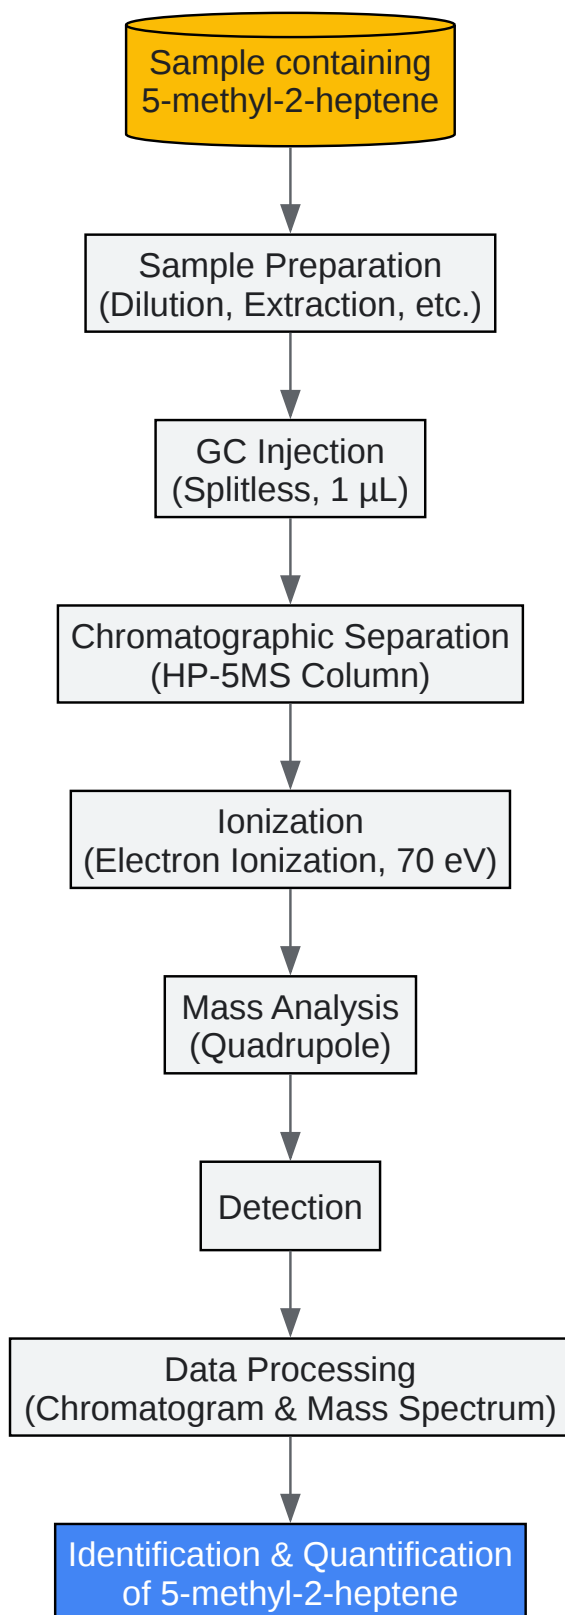 Sample containing
5-methyl-2-heptene
Sample Preparation
(Dilution, Extraction, etc.)
GC Injection
(Splitless, 1 µL)
Chromatographic Separation
(HP-5MS Column)
Ionization
(Electron Ionization, 70 eV)
Mass Analysis
(Quadrupole)
Detection
Data Processing
(Chromatogram & Mass Spectrum)
Identification & Quantification
of 5-methyl-2-heptene